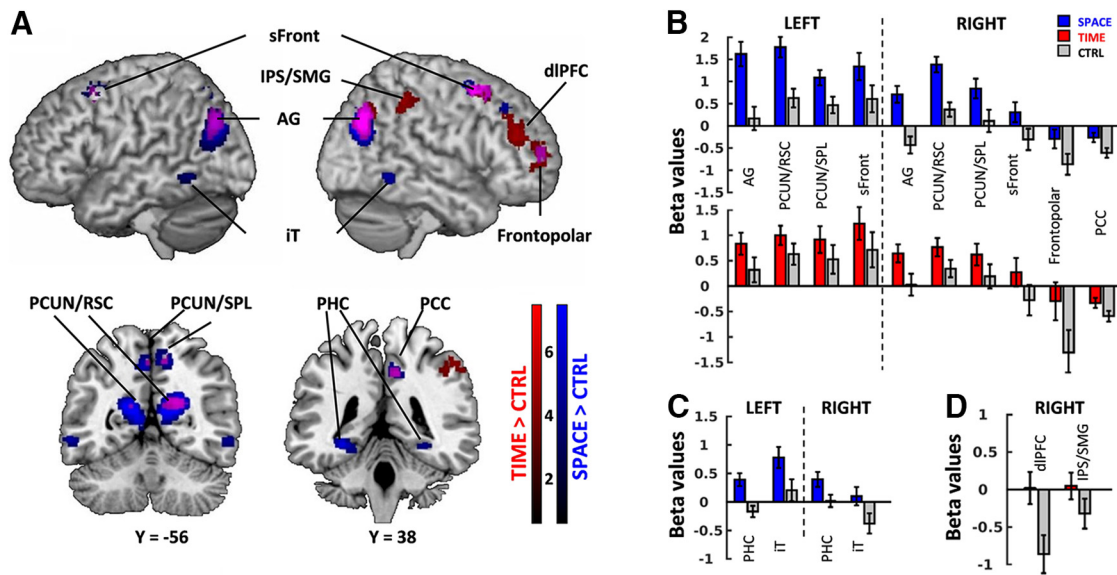 A
sFront
IPS/SMG
dlPFC
AG
iT
Frontopolar
PCUN/RSC
PCUN/SPL
PHC
PCC
6
4
2
TIME > CTRL
SPACE > CTRL
Y = -56
Y = 38
B
LEFT
RIGHT
SPACE
TIME
CTRL
Beta values
2
1.5
1
0.5
0
-0.5
-1
1.5
AG
PCUN/RSC
PCUN/SPL
sFront
AG
PCUN/RSC
PCUN/SPL
sFront
Frontopolar
PCC
1.5
1
0.5
0
-0.5
-1
-1.5
C
LEFT
RIGHT
Beta values
1.5
1
0.5
0
-0.5
-1
PHC
iT
PHC
iT
D
RIGHT
Beta values
1
0.5
0
-0.5
-1
dlPFC
IPS/SMG